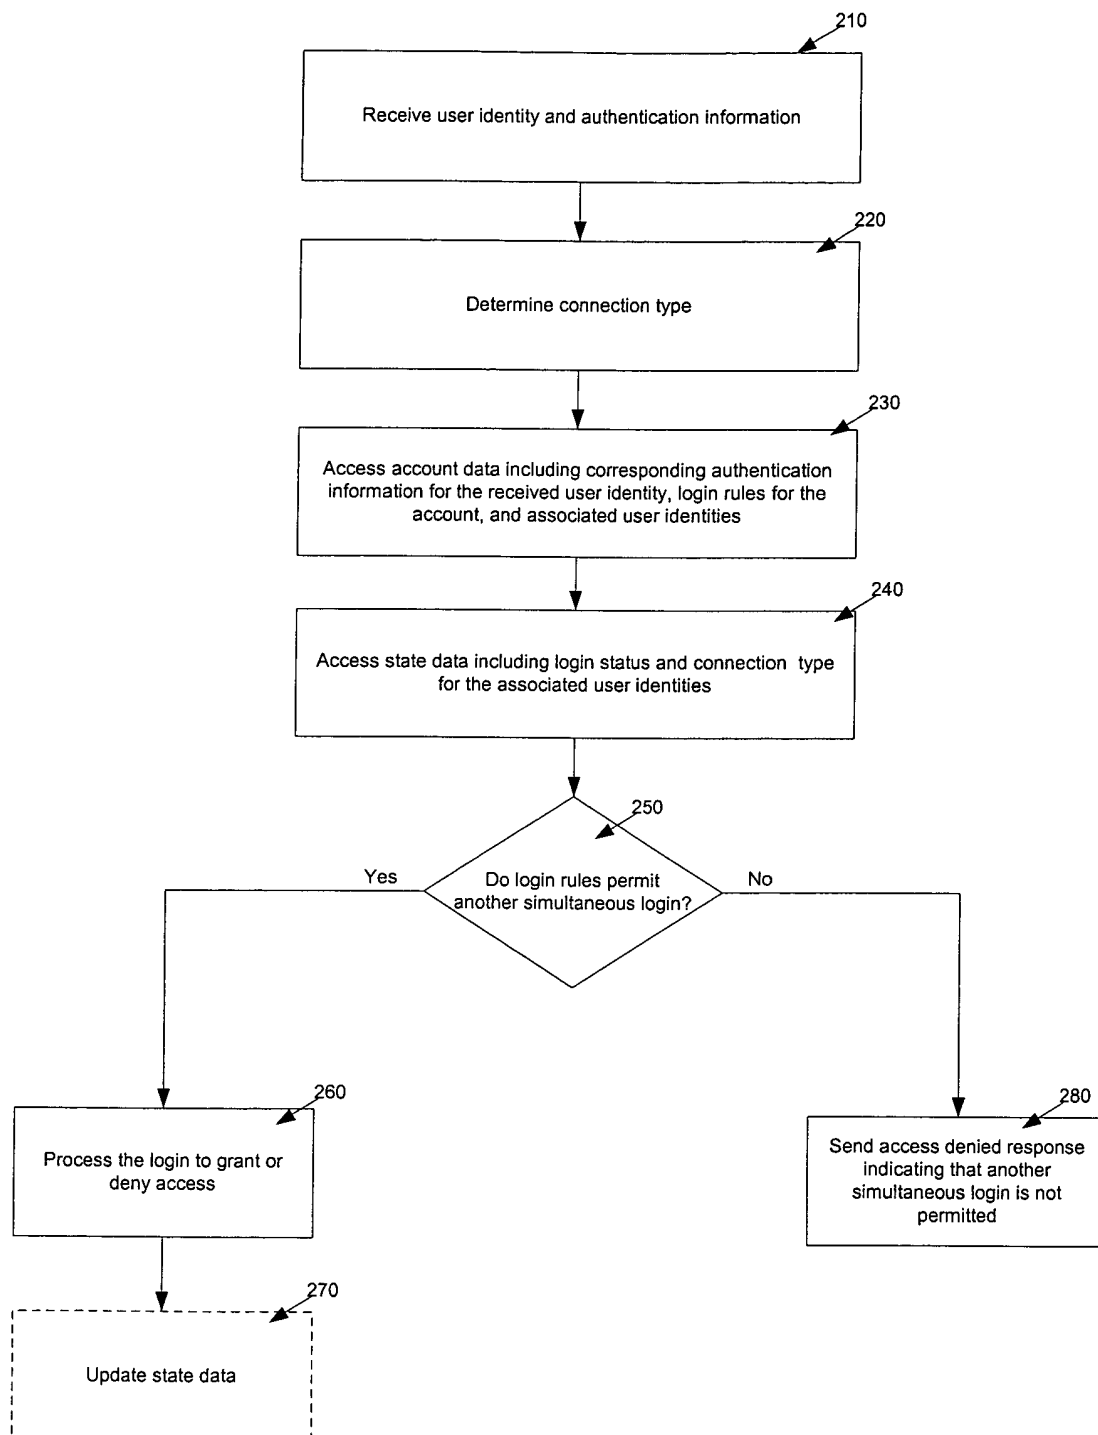 210
Receive user identity and authentication information
220
Determine connection type
230
Access account data including corresponding authentication
information for the received user identity, login rules for the
account, and associated user identities
240
Access state data including login status and connection type
for the associated user identities
250
Do login rules permit
another simultaneous login?
Yes
No
260
Process the login to grant or
deny access
280
Send access denied response
indicating that another
simultaneous login is not
permitted
270
Update state data